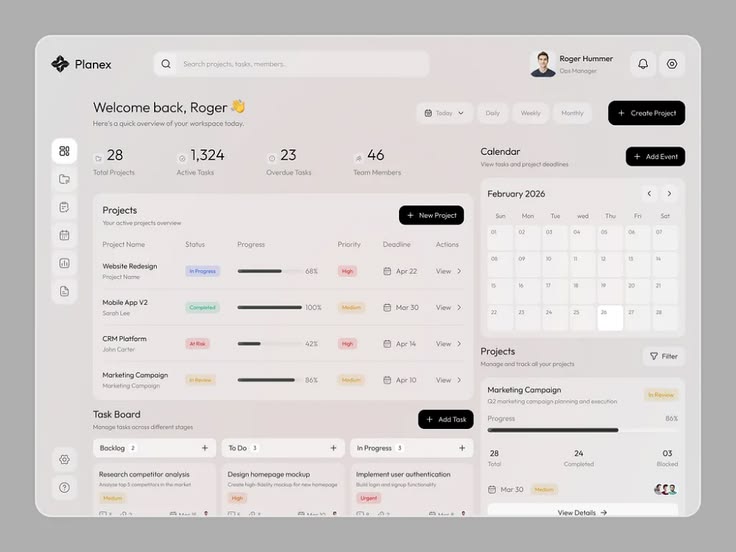 Planex
Search projects, tasks, members..
Roger Hummer
Ops Manager
Welcome back, Roger 👋
Here's a quick overview of your workspace today.
Today
Daily
Weekly
Monthly
+ Create Project
28
Total Projects
1,324
Active Tasks
23
Overdue Tasks
46
Team Members
Projects
Your active projects overview
+ New Project
Project Name Status Progress Priority Deadline Actions
Website Redesign
Project Name
In Progress 68% High Apr 22 View >
Mobile App V2
Sarah Lee
Completed 100% Medium Mar 30 View >
CRM Platform
John Carter
At Risk 42% High Apr 14 View >
Marketing Campaign
Marketing Campaign
In Review 86% Medium Apr 10 View >
Task Board
Manage tasks across different stages
+ Add Task
Backlog 2 +
To Do 3 +
In Progress 3 +
Research competitor analysis
Analyze top 5 competitors in the market
Medium
Design homepage mockup
Create high-fidelity mockup for new homepage
High
Implement user authentication
Build login and signup functionality
Urgent
Calendar
View tasks and project deadlines
+ Add Event
February 2026 < >
Sun Mon Tue wed Thu Fri Sat
01 02 03 04 05 06 07
08 09 10 11 12 13 14
15 16 17 18 19 20 21
22 23 24 25 26 27 28
Projects
Manage and track all your projects
Filter
Marketing Campaign
Q2 marketing campaign planning and execution
In Review
Progress 86%
28
Total
24
Completed
03
Blocked
Mar 30 Medium
View Details →